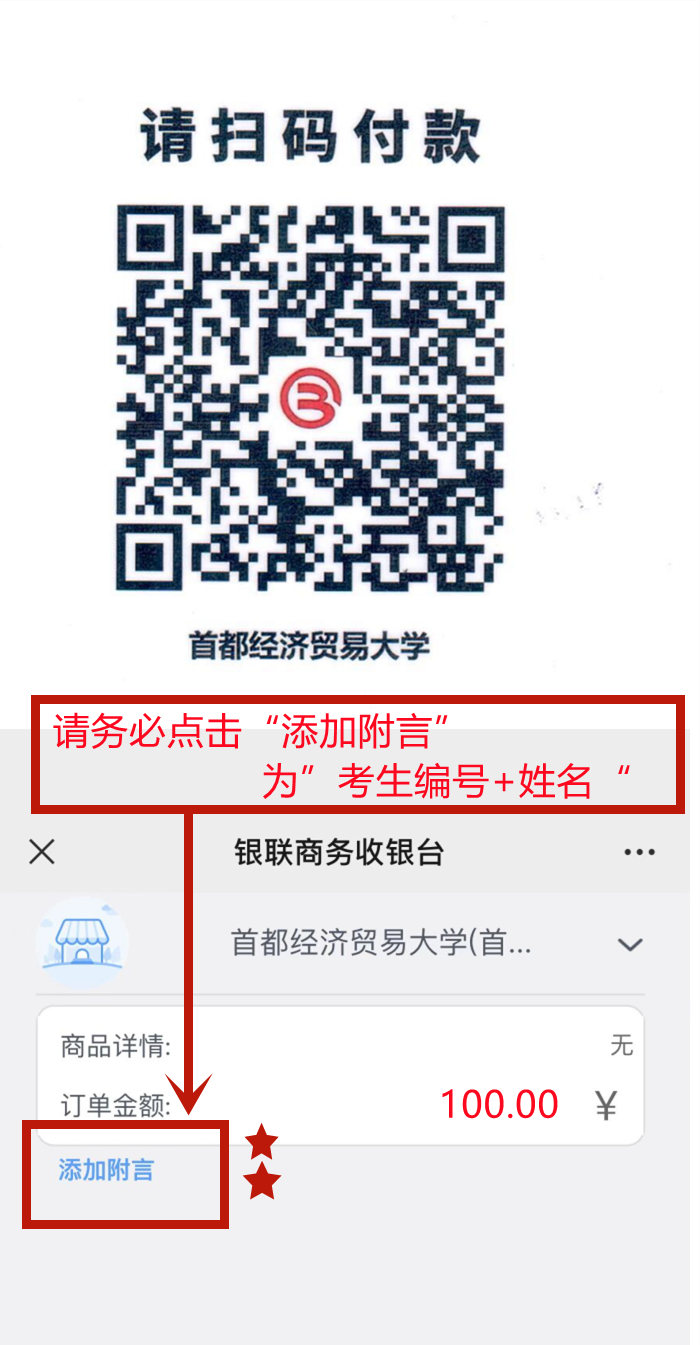 请扫码付款
首都经济贸易大学
请务必点击“添加附言”
为”考生编号+姓名“
银联商务收银台
首都经济贸易大学(首...
商品详情:
无
订单金额:
100.00 ¥
添加附言